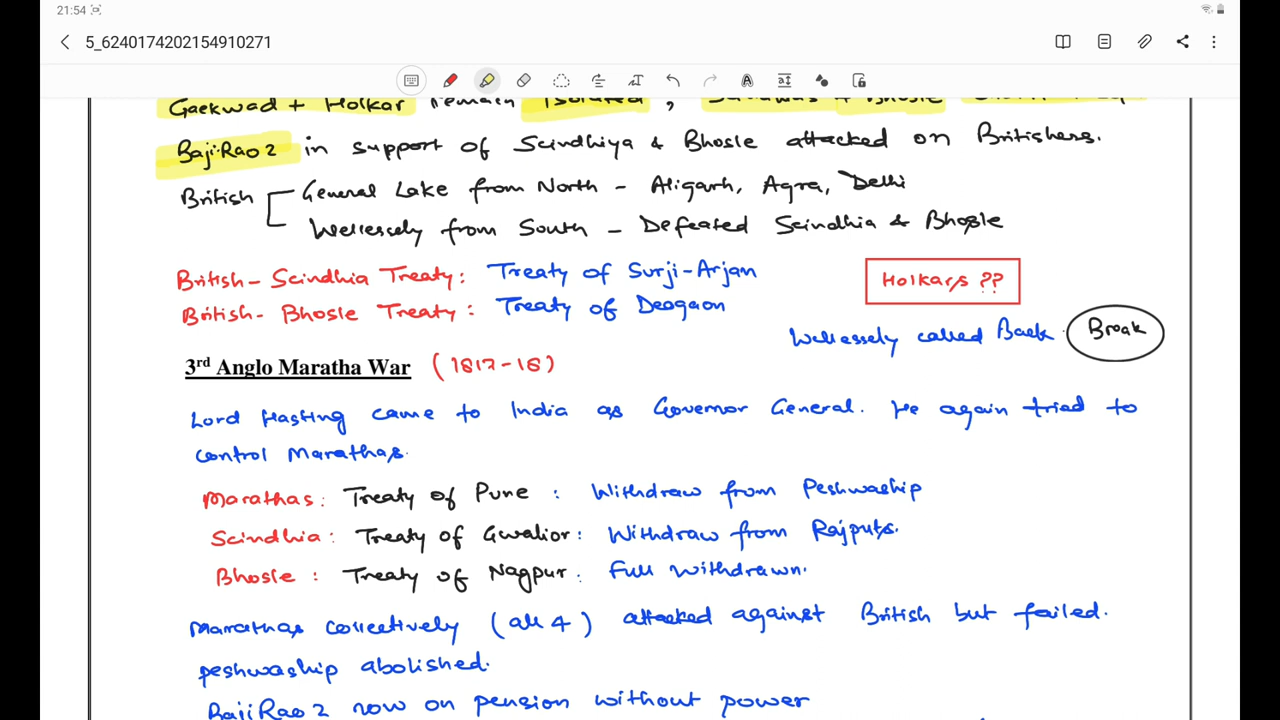 21:54
5_6240174202154910271
Gaekwad + Holkar remain Isolated,
BajiRao 2 in support of Scindhiya & Bhosle attacked on Britishers.
British
General Lake from North - Aligarh, Agra, Delhi
Wellessely from South - Defeated Scindhia & Bhosle
British-Scindhia Treaty: Treaty of Surji-Arjan
Holkars ??
British-Bhosle Treaty: Treaty of Deogaon
Wellessely called Back. Break
3rd Anglo Maratha War (1817-18)
Lord Hasting came to India as Governor General. He again tried to
control Marathas.
Marathas: Treaty of Pune: Withdraw from Peshwaship
Scindhia: Treaty of Gwalior: Withdraw from Rajputs.
Bhosle: Treaty of Nagpur: Full withdrawn.
Marathas collectively (all 4) attacked against British but failed.
peshwaship abolished.
BajiRao 2 now on pension without power